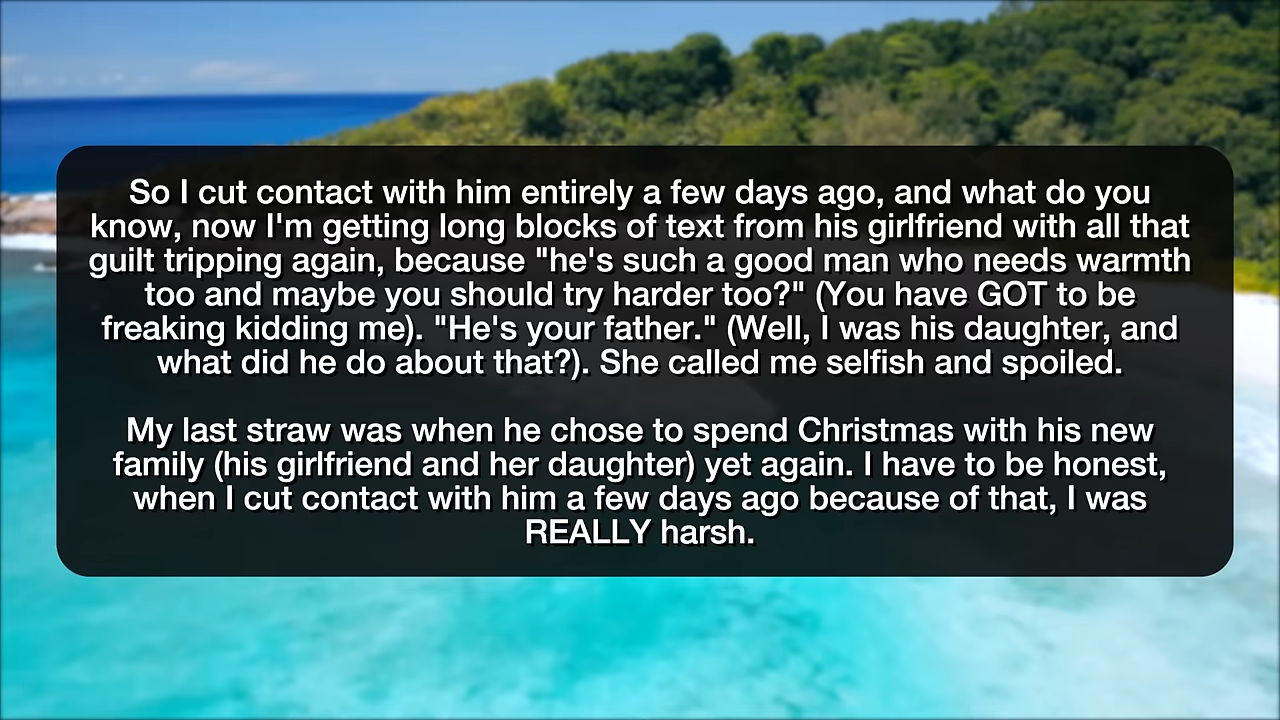 So I cut contact with him entirely a few days ago, and what do you
know, now I'm getting long blocks of text from his girlfriend with all that
guilt tripping again, because "he's such a good man who needs warmth
too and maybe you should try harder too?" (You have GOT to be
freaking kidding me). "He's your father." (Well, I was his daughter, and
what did he do about that?). She called me selfish and spoiled.
My last straw was when he chose to spend Christmas with his new
family (his girlfriend and her daughter) yet again. I have to be honest,
when I cut contact with him a few days ago because of that, I was
REALLY harsh.